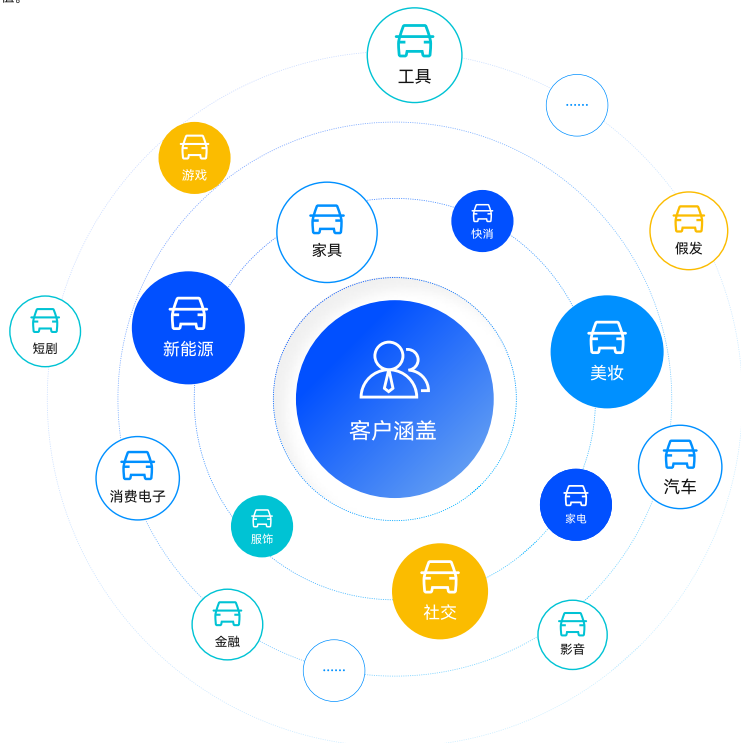 值。
工具
......
游戏
快消
家具
假发
短剧
新能源
美妆
客户涵盖
消费电子
汽车
服饰
家电
社交
金融
影音
......